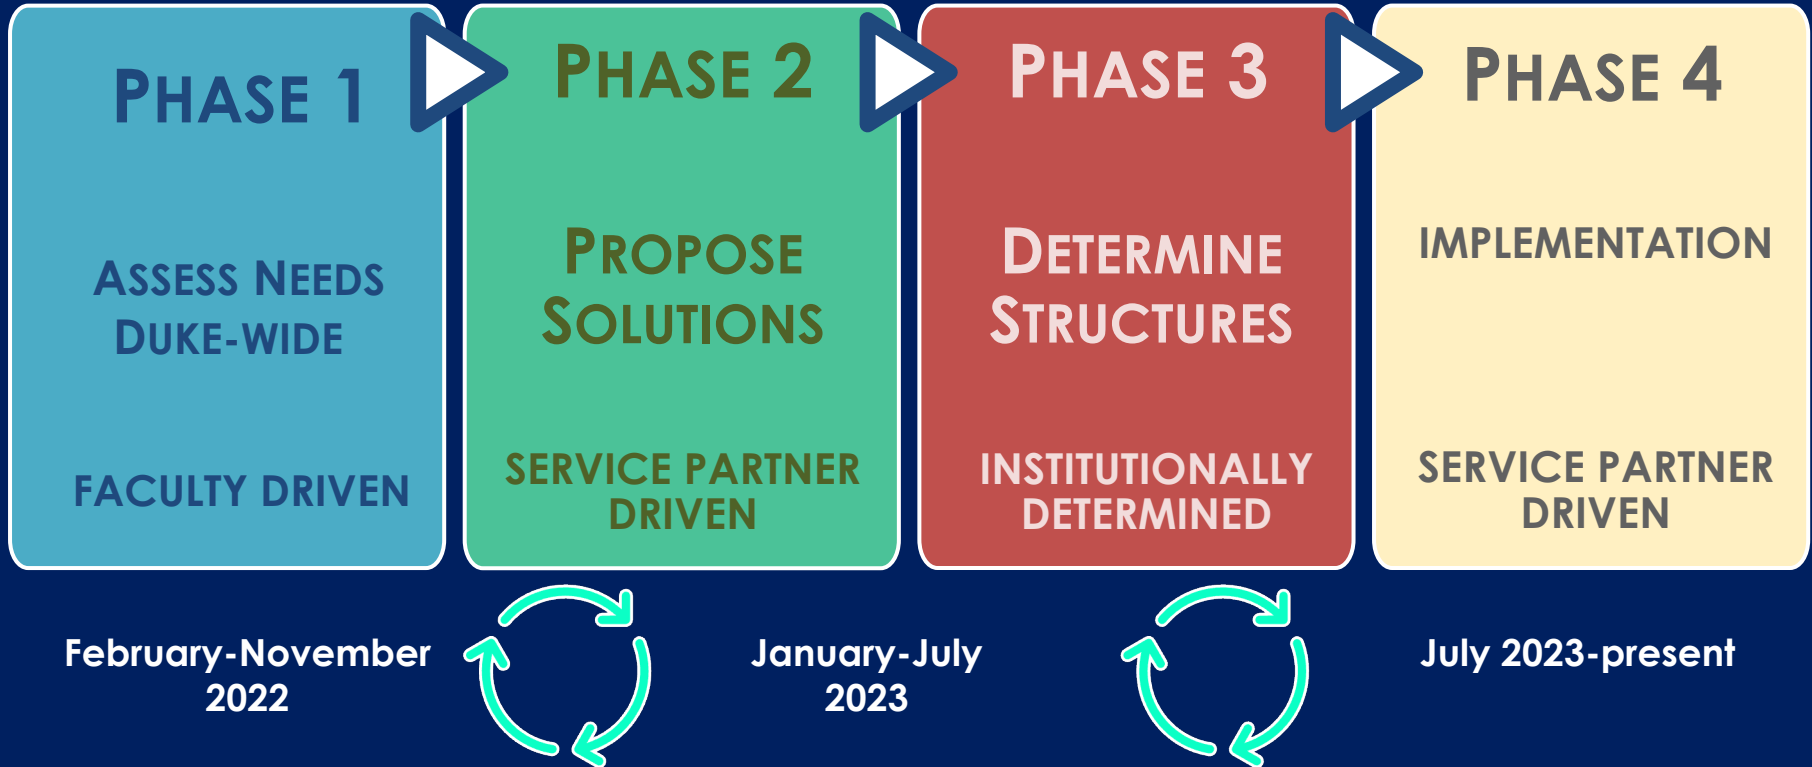 PHASE 1
ASSESS NEEDS
DUKE-WIDE
FACULTY DRIVEN
PHASE 2
PROPOSE
SOLUTIONS
SERVICE PARTNER
DRIVEN
PHASE 3
DETERMINE
STRUCTURES
INSTITUTIONALLY
DETERMINED
PHASE 4
IMPLEMENTATION
SERVICE PARTNER
DRIVEN
February-November
2022
January-July
2023
July 2023-present